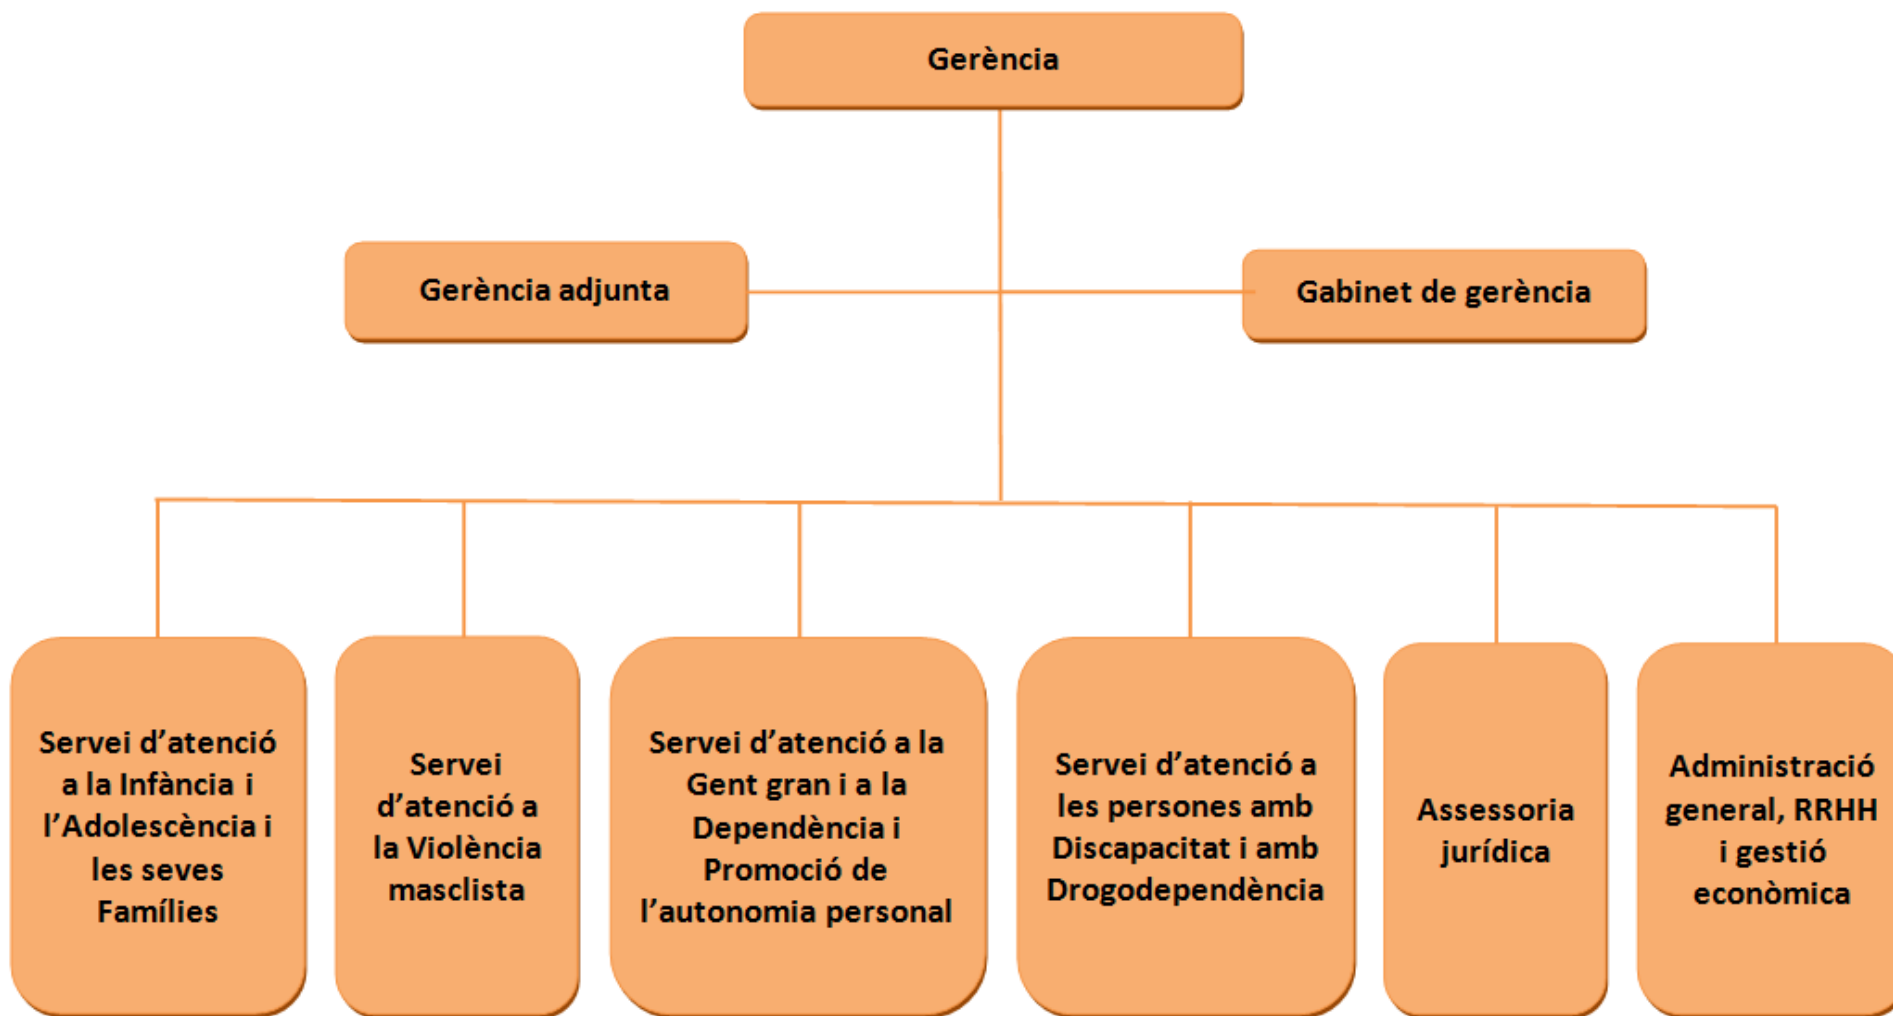 Gerència
Gerència adjunta
Gabinet de gerència
Servei d’atenció
a la Infància i
l’Adolescència i
les seves
Famílies
Servei
d’atenció a
la Violència
masclista
Servei d’atenció a la
Gent gran i a la
Dependència i
Promoció de
l’autonomia personal
Servei d’atenció a
les persones amb
Discapacitat i amb
Drogodependència
Assessoria
jurídica
Administració
general, RRHH
i gestió
econòmica